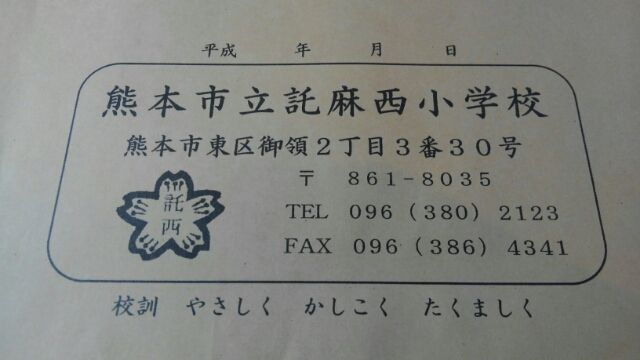 平成　　年　　月　　日
熊本市立託麻西小学校
熊本市東区御領２丁目３番３０号
〒 861-8035
託西
TEL 096 (380) 2123
FAX 096 (386) 4341
校訓　やさしく　かしこく　たくましく